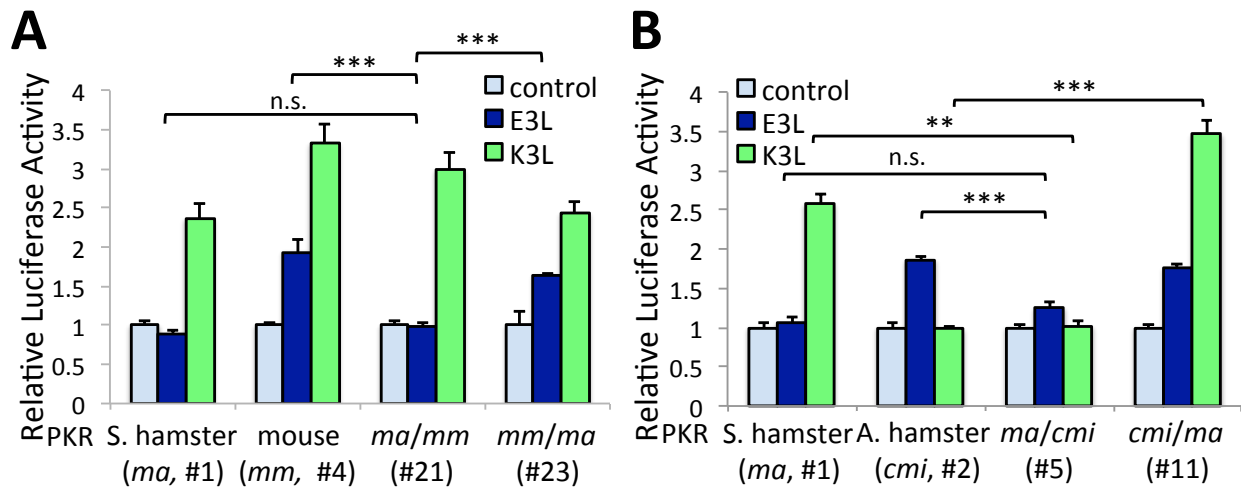 A
Relative Luciferase Activity
4
3.5
3
2.5
2
1.5
1
0.5
0
***
***
n.s.
control
E3L
K3L
PKR S. hamster mouse ma/mm mm/ma
(ma, #1) (mm, #4) (#21) (#23)
B
Relative Luciferase Activity
4
3.5
3
2.5
2
1.5
1
0.5
0
control
E3L
K3L
***
**
n.s.
***
PKR S. hamster A. hamster ma/cmi cmi/ma
(ma, #1) (cmi, #2) (#5) (#11)